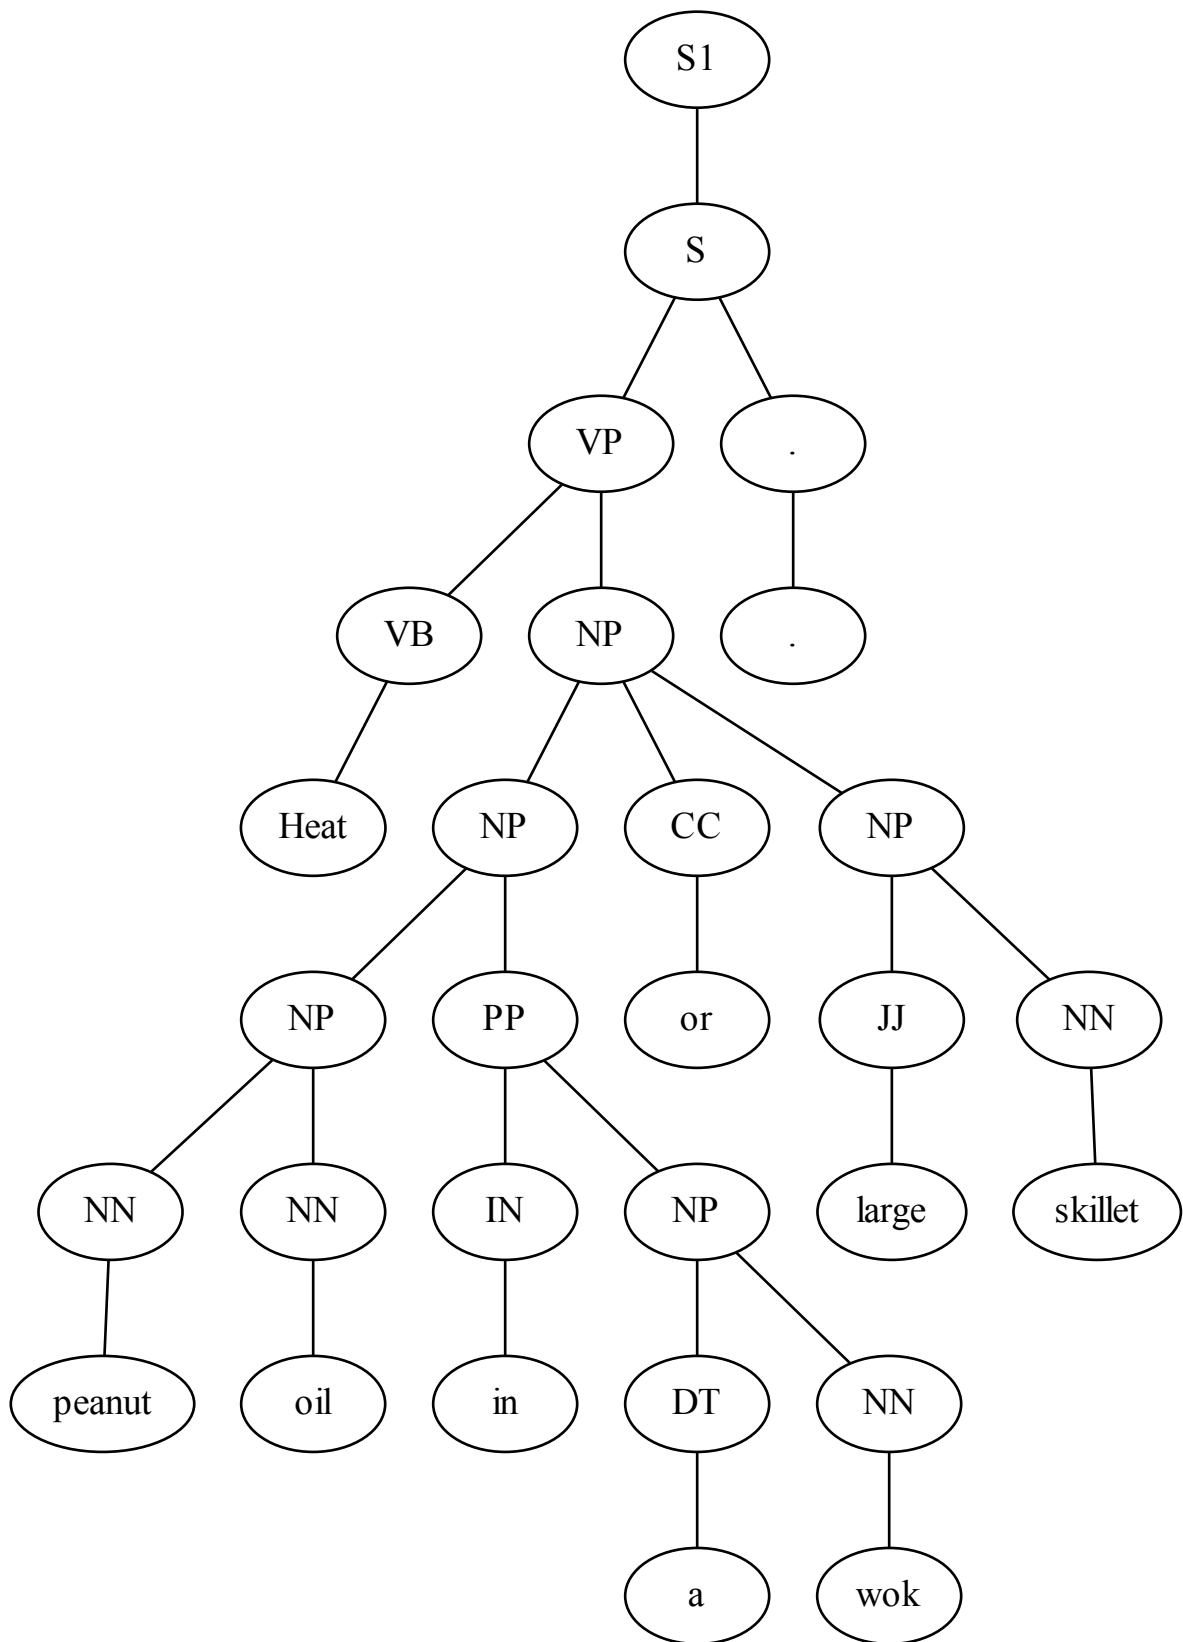 S1
S
VP .
VB NP .
Heat NP CC NP
NP PP or JJ NN
NN NN IN NP large skillet
peanut oil in DT NN
a wok